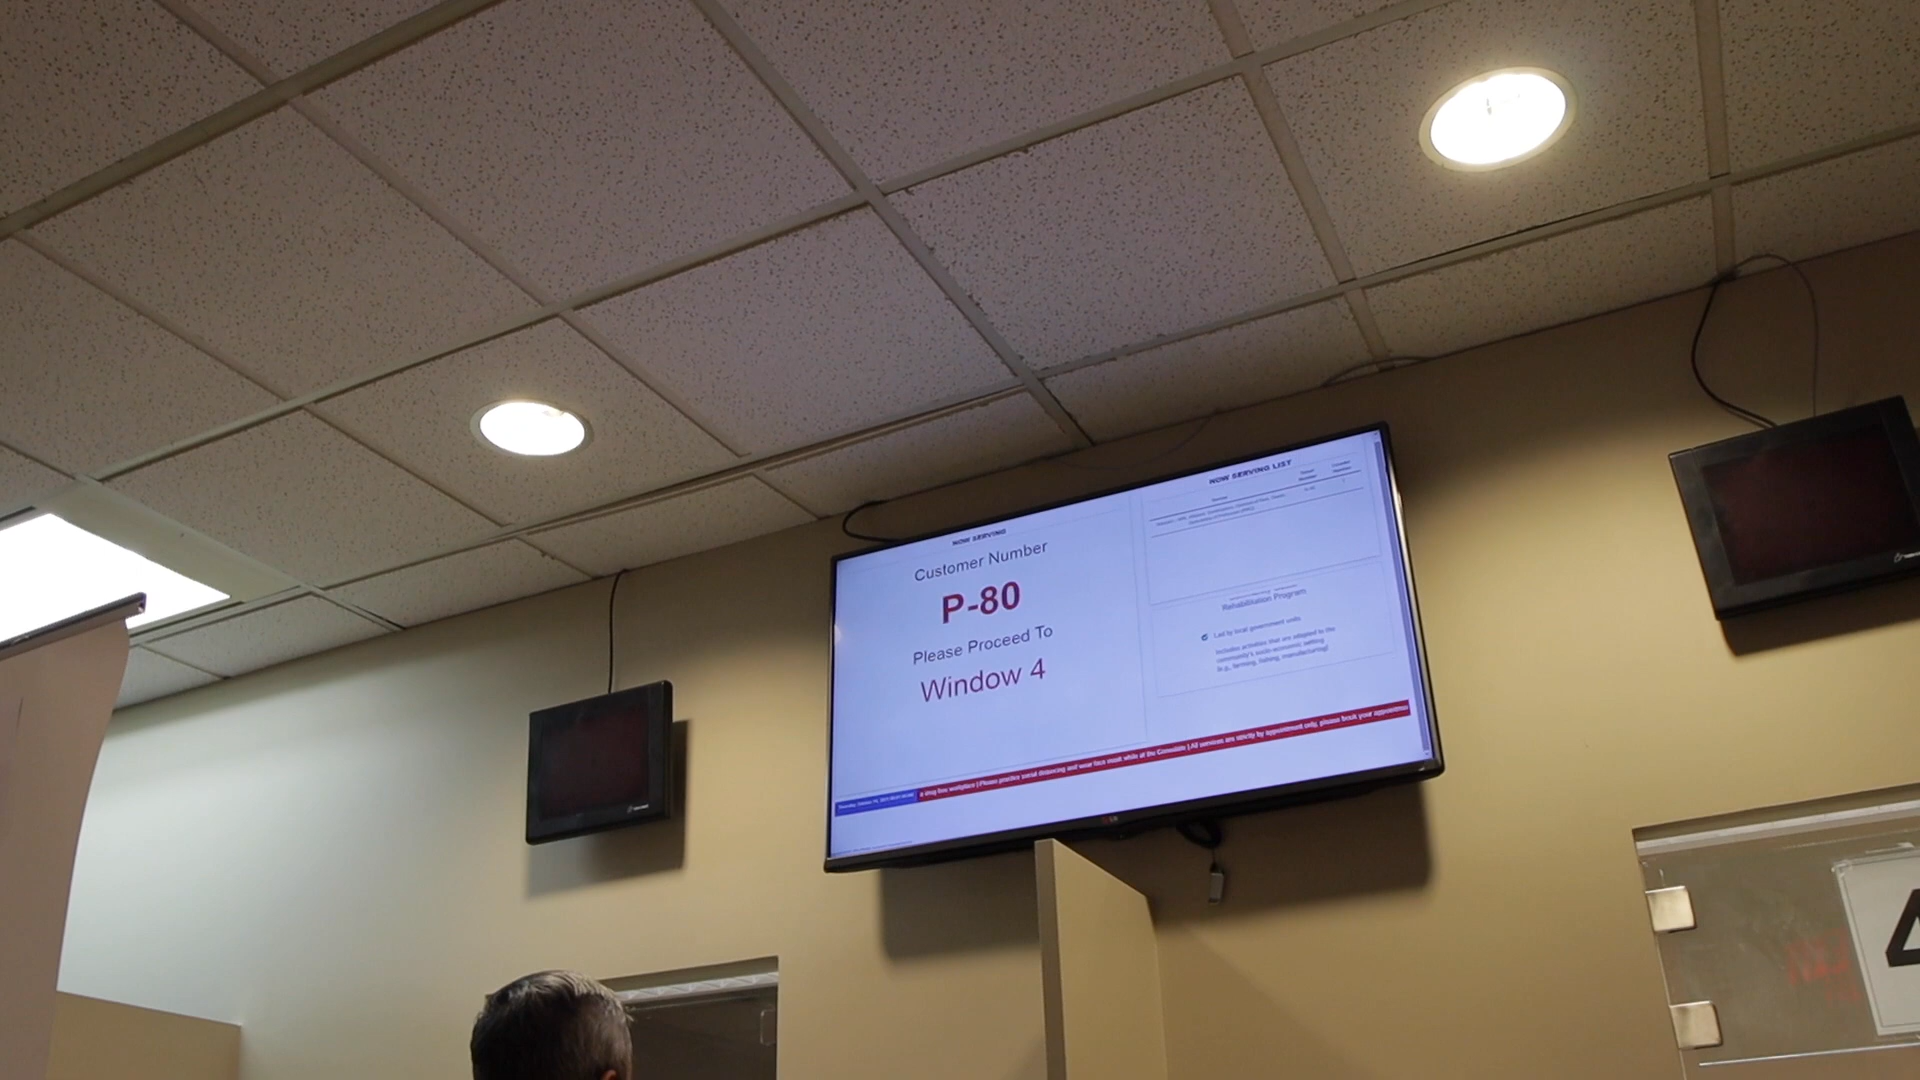 NOW SERVING
Customer Number
P-80
Please Proceed To
Window 4
NOW SERVING LIST
Rehabilitation Program
Led by local government units
Includes activities that are adapted to the
community's socio-economic setting
(e.g., farming, fishing, manufacturing)
a drug free workplace | Please practice social distancing and wear face mask while at the Consulate | All services are strictly by appointment only, please book your appointmen
4